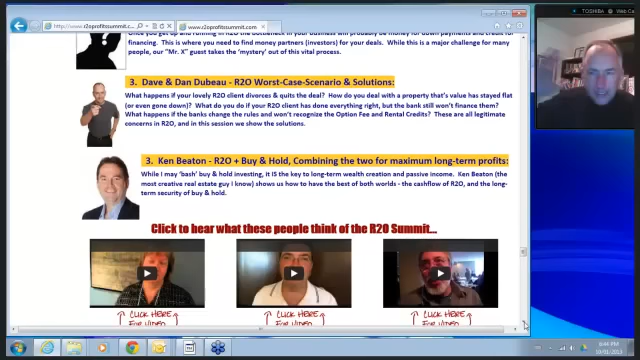 http://www.r2oprofitsummit.c...
www.r2oprofitsummit.com
TOSHIBA
Once you get up and running in R2O the bottleneck in your business will probably be money for down payments and credit for
financing. This is where you need to find money partners (investors) for your deals. While this is a major challenge for many
people, our "Mr. X" guest takes the 'mystery' out of this vital process.
3. Dave & Dan Dubeau - R2O Worst-Case-Scenario & Solutions:
What happens if your lovely R2O client divorces & quits the deal? How do you deal with a property that's value has stayed flat
(or even gone down)? What do you do if your R2O client has done everything right, but the bank still won't finance them?
What happens if the banks change the rules and won't recognize the Option Fee and Rental Credits? These are all legitimate
concerns in R2O, and in this session we show the solutions.
3. Ken Beaton - R2O + Buy & Hold, Combining the two for maximum long-term profits:
While I may 'bash' buy & hold investing, it IS the key to long-term wealth creation and passive income. Ken Beaton (the
most creative real estate guy I know) shows us how to have the best of both worlds - the cashflow of R2O, and the long-
term security of buy & hold.
Click to hear what these people think of the R2O Summit...
CLICK HERE CLICK HERE CLICK HERE
FOR VIDEO FOR VIDEO FOR VIDEO
8:44 PM